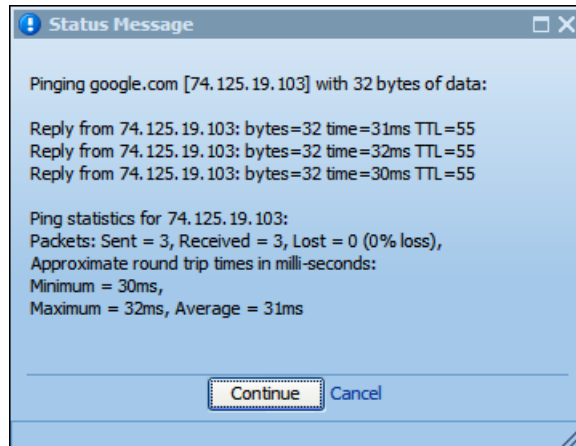 Status Message
Pinging google.com [74.125.19.103] with 32 bytes of data:
Reply from 74.125.19.103: bytes=32 time=31ms TTL=55
Reply from 74.125.19.103: bytes=32 time=32ms TTL=55
Reply from 74.125.19.103: bytes=32 time=30ms TTL=55
Ping statistics for 74.125.19.103:
Packets: Sent = 3, Received = 3, Lost = 0 (0% loss),
Approximate round trip times in milli-seconds:
Minimum = 30ms,
Maximum = 32ms, Average = 31ms
Continue Cancel